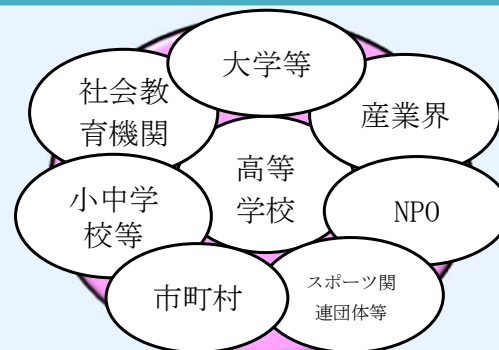 大学等
社会教
育機関
産業界
高等
学校
小中学
校等
NPO
市町村
スポーツ関
連団体等